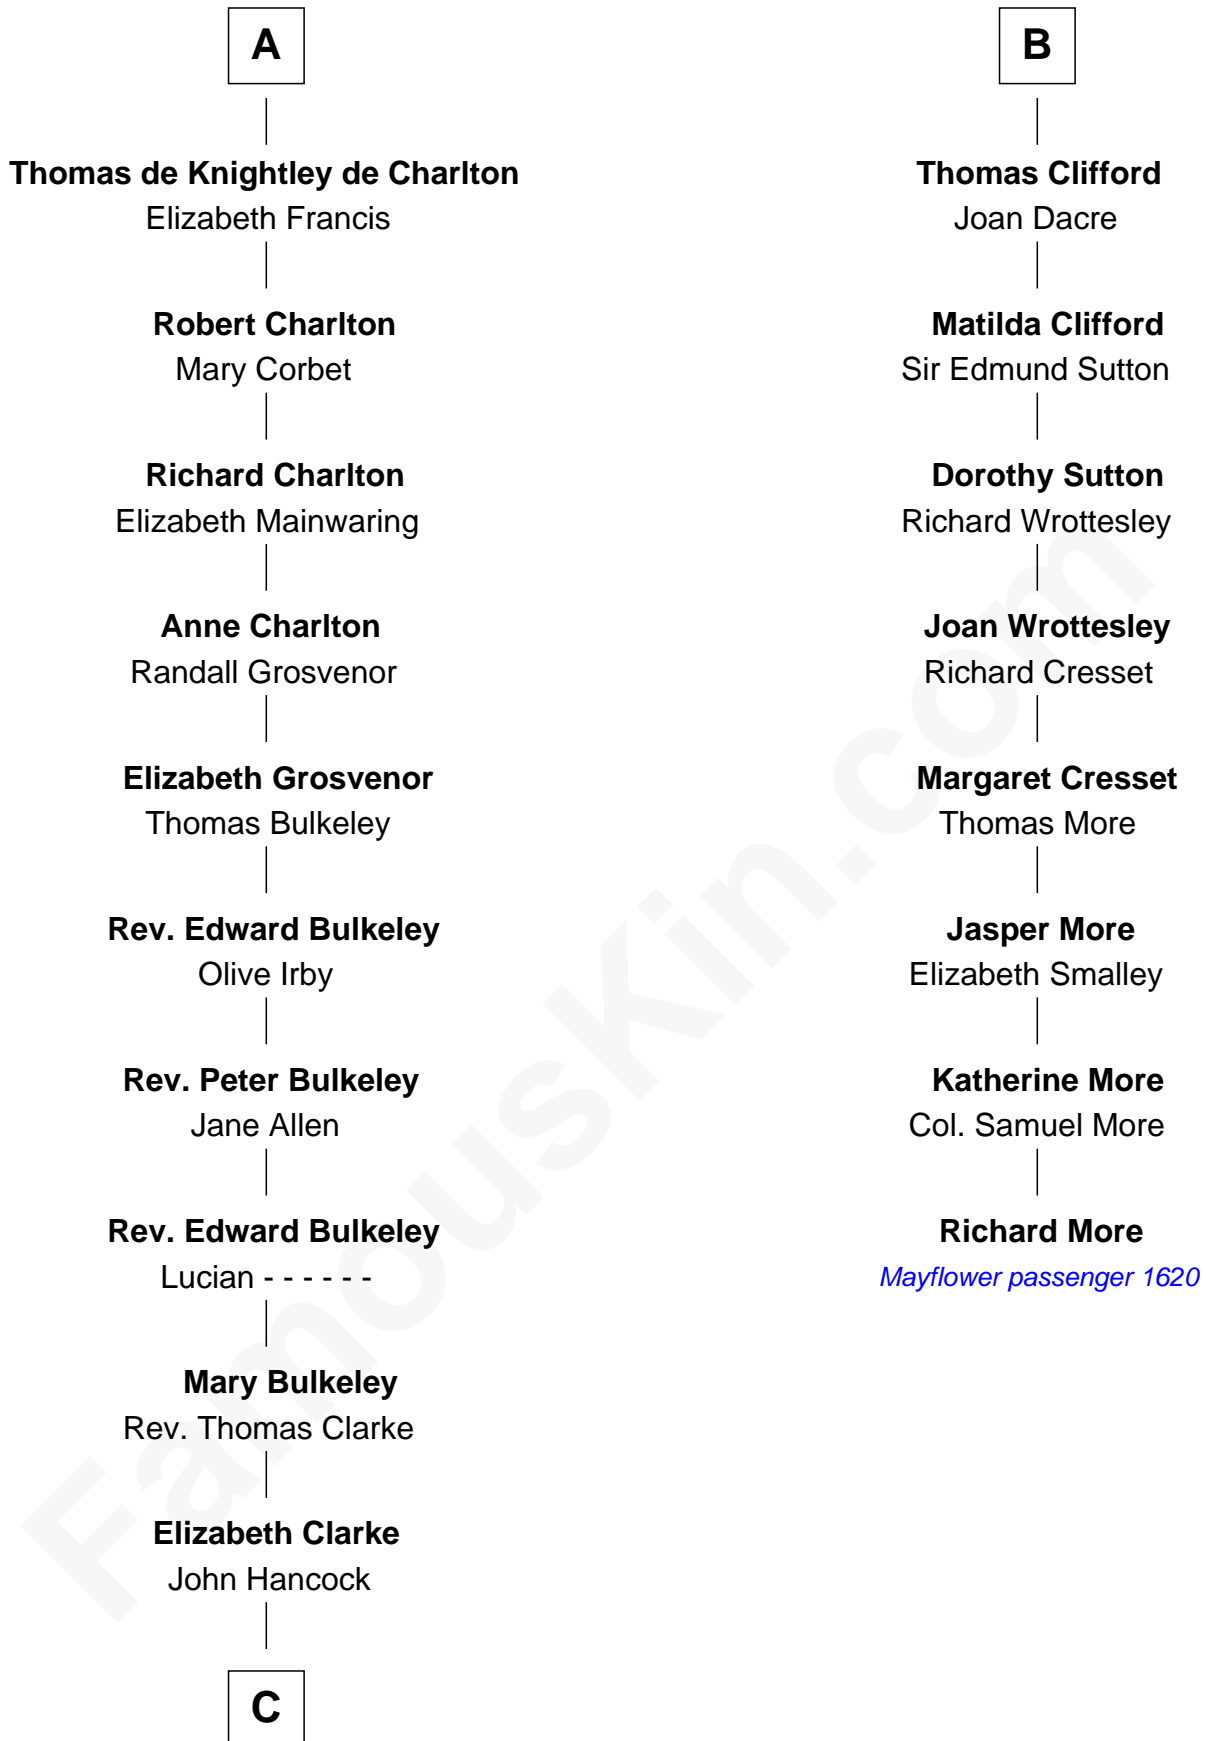 A
Thomas de Knightley de Charlton
Elizabeth Francis
Robert Charlton
Mary Corbet
Richard Charlton
Elizabeth Mainwaring
Anne Charlton
Randall Grosvenor
Elizabeth Grosvenor
Thomas Bulkeley
Rev. Edward Bulkeley
Olive Irby
Rev. Peter Bulkeley
Jane Allen
Rev. Edward Bulkeley
Lucian - - - - - -
Mary Bulkeley
Rev. Thomas Clarke
Elizabeth Clarke
John Hancock
C
B
Thomas Clifford
Joan Dacre
Matilda Clifford
Sir Edmund Sutton
Dorothy Sutton
Richard Wrottesley
Joan Wrottesley
Richard Cresset
Margaret Cresset
Thomas More
Jasper More
Elizabeth Smalley
Katherine More
Col. Samuel More
Richard More
Mayflower passenger 1620
FamousKin.com